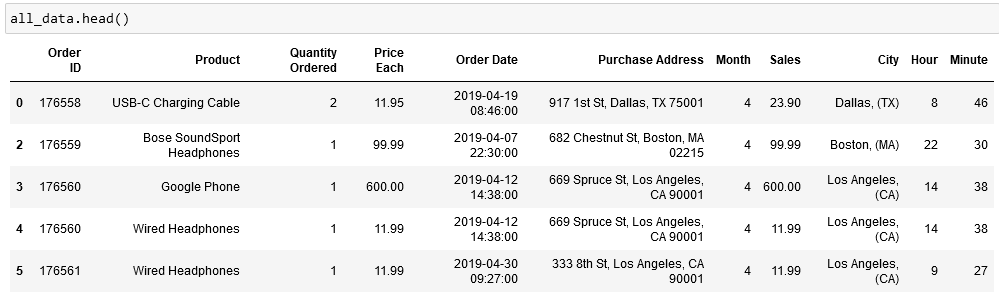 all_data.head()
Order ID Product Quantity Ordered Price Each Order Date Purchase Address Month Sales City Hour Minute
0 176558 USB-C Charging Cable 2 11.95 2019-04-19 08:46:00 917 1st St, Dallas, TX 75001 4 23.90 Dallas, (TX) 8 46
2 176559 Bose SoundSport Headphones 1 99.99 2019-04-07 22:30:00 682 Chestnut St, Boston, MA 02215 4 99.99 Boston, (MA) 22 30
3 176560 Google Phone 1 600.00 2019-04-12 14:38:00 669 Spruce St, Los Angeles, CA 90001 4 600.00 Los Angeles, (CA) 14 38
4 176560 Wired Headphones 1 11.99 2019-04-12 14:38:00 669 Spruce St, Los Angeles, CA 90001 4 11.99 Los Angeles, (CA) 14 38
5 176561 Wired Headphones 1 11.99 2019-04-30 09:27:00 333 8th St, Los Angeles, CA 90001 4 11.99 Los Angeles, (CA) 9 27